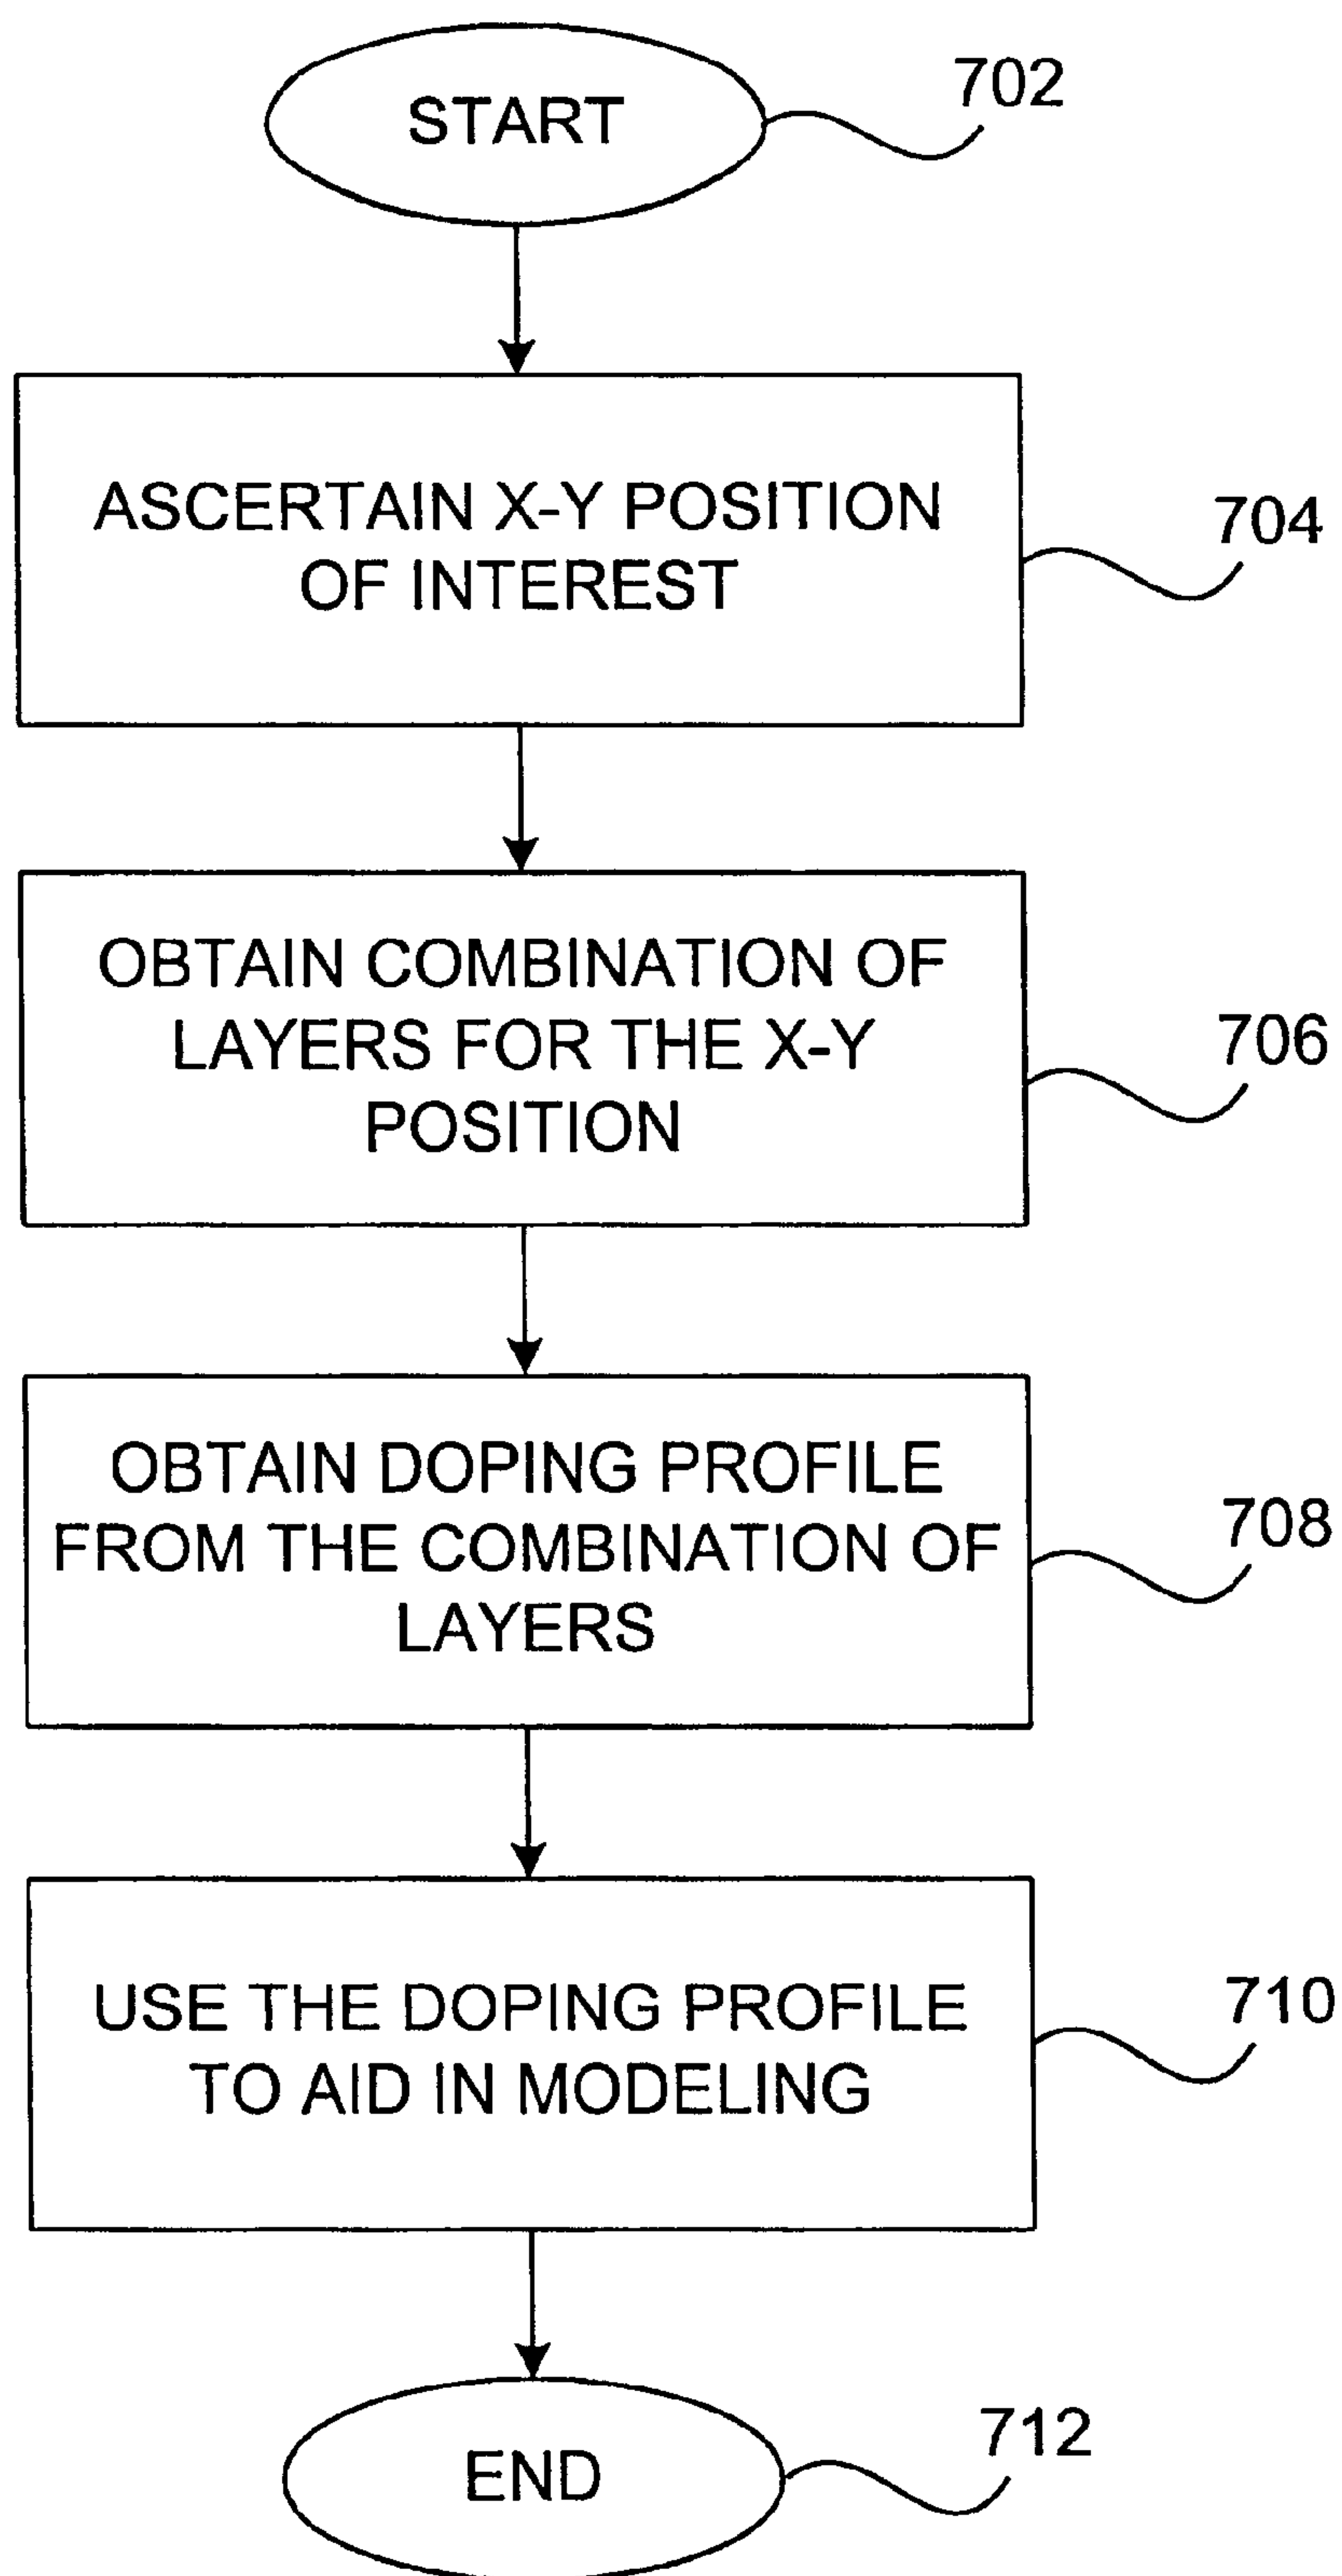 START
702
ASCERTAIN X-Y POSITION
OF INTEREST
704
OBTAIN COMBINATION OF
LAYERS FOR THE X-Y
POSITION
706
OBTAIN DOPING PROFILE
FROM THE COMBINATION OF
LAYERS
708
USE THE DOPING PROFILE
TO AID IN MODELING
710
END
712